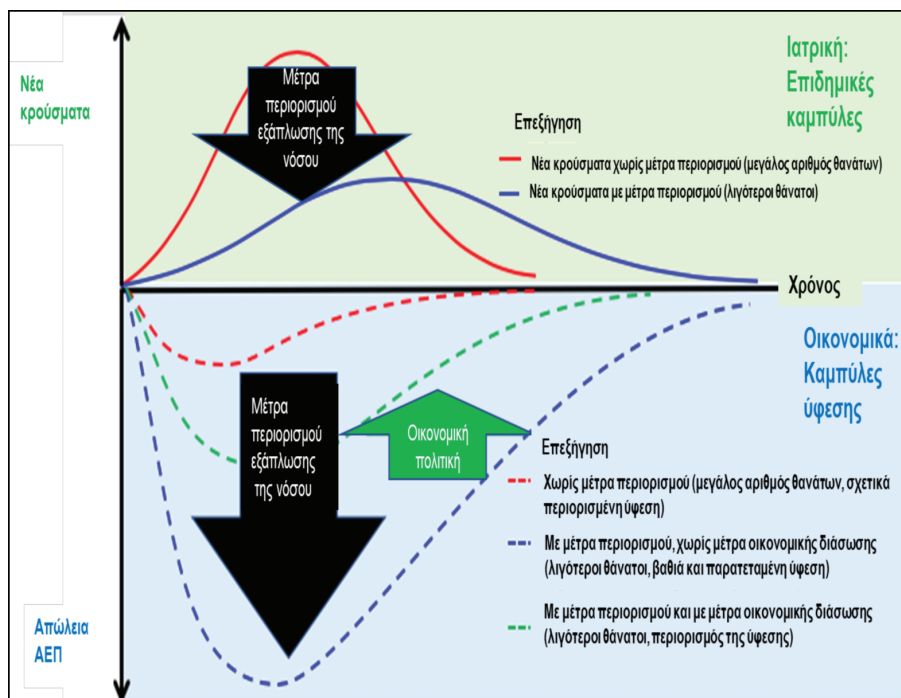 Νέα
κρούσματα
Μέτρα
περιορισμού
εξάπλωσης της
νόσου
Ιατρική:
Επιδημικές
καμπύλες
Επεξήγηση
Νέα κρούσματα χωρίς μέτρα περιορισμού (μεγάλος αριθμός θανάτων)
Νέα κρούσματα με μέτρα περιορισμού (λιγότεροι θάνατοι)
Χρόνος
Οικονομικά:
Καμπύλες
ύφεσης
Μέτρα
περιορισμού
εξάπλωσης
της νόσου
Οικονομική
πολιτική
Επεξήγηση
Χωρίς μέτρα περιορισμού (μεγάλος αριθμός θανάτων, σχετικά
περιορισμένη ύφεση)
Με μέτρα περιορισμού, χωρίς μέτρα οικονομικής διάσωσης
(λιγότεροι θάνατοι, βαθιά και παρατεταμένη ύφεση)
Με μέτρα περιορισμού και με μέτρα οικονομικής διάσωσης
(λιγότεροι θάνατοι, περιορισμός της ύφεσης)
Απώλεια
ΑΕΠ